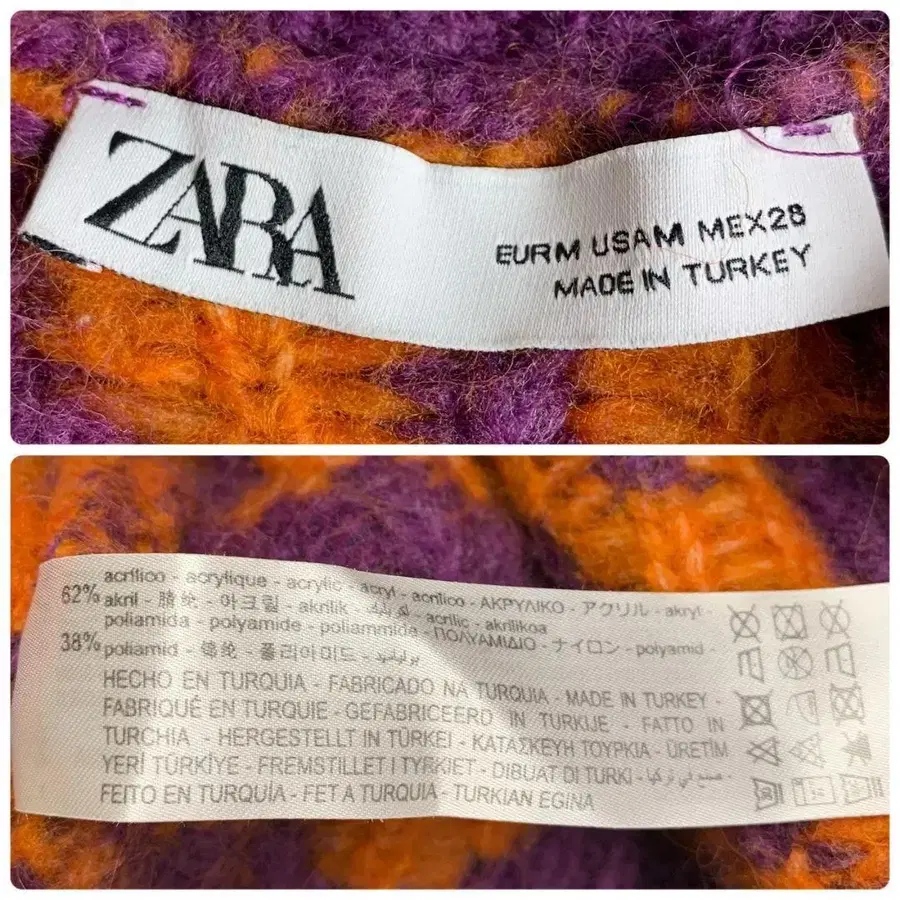 ZARA
EURM USAM MEX28
MADE IN TURKEY
62% acrílico - acrylique - acrylic - acryl - acrilico - ΑΚΡΥΛΙΚΟ - アクリル - akryl -
akril - 腈纶 - 아크릴 - akrilik - acrilic - akrilikoa
38% poliamida - polyamide - poliammide - ΠΟΛΥΑΜΙΔΙΟ - ナイロン - polyamid -
poliamid - 锦纶 - 폴리아미드 -
HECHO EN TURQUIA - FABRICADO NA TURQUIA - MADE IN TURKEY -
FABRIQUÉ EN TURQUIE - GEFABRICEERD IN TURKIJE - FATTO IN
TURCHIA - HERGESTELLT IN TÜRKEI - ΚΑΤΑΣΚΕΥΗ ΤΟΥΡΚΙΑ - ÜRETİM
YERİ TÜRKİYE - FREMSTILLET I TYRKIET - DIBUAT DI TURKI -
FEITO EN TURQUÍA - FET A TURQUIA - TURKIAN EGINA